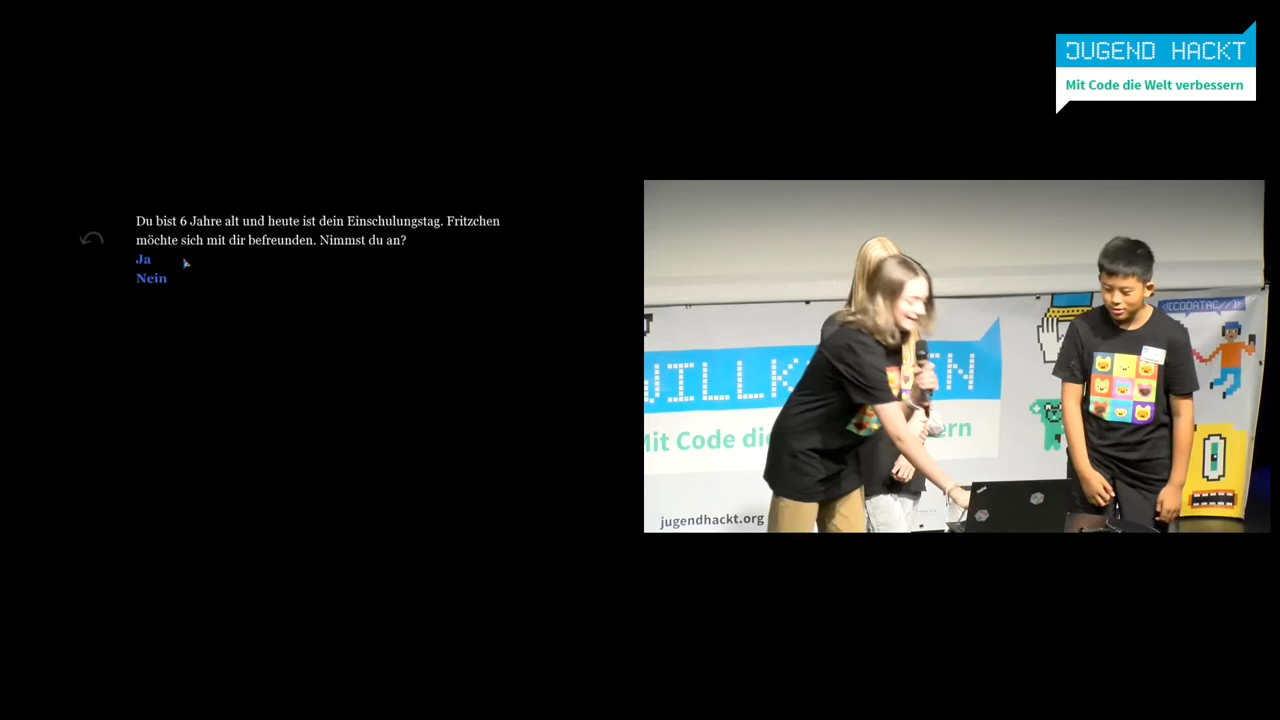 JUGEND HACKT
Mit Code die Welt verbessern
Du bist 6 Jahre alt und heute ist dein Einschulungstag. Fritzchen
möchte sich mit dir befreunden. Nimmst du an?
Ja
Nein
Mit Code die
jugendhackt.org